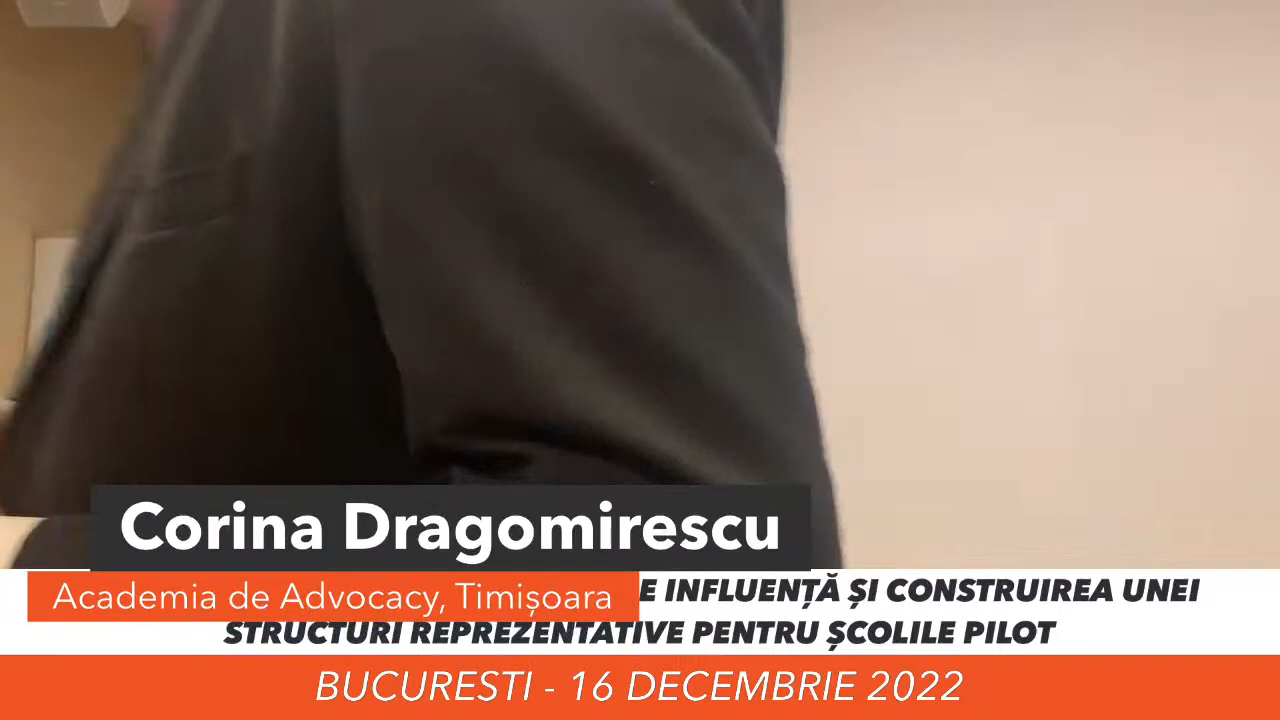 Corina Dragomirescu
Academia de Advocacy, Timișoara
E INFLUENȚĂ ȘI CONSTRUIREA UNEI
STRUCTURI REPREZENTATIVE PENTRU ȘCOLILE PILOT
BUCURESTI - 16 DECEMBRIE 2022